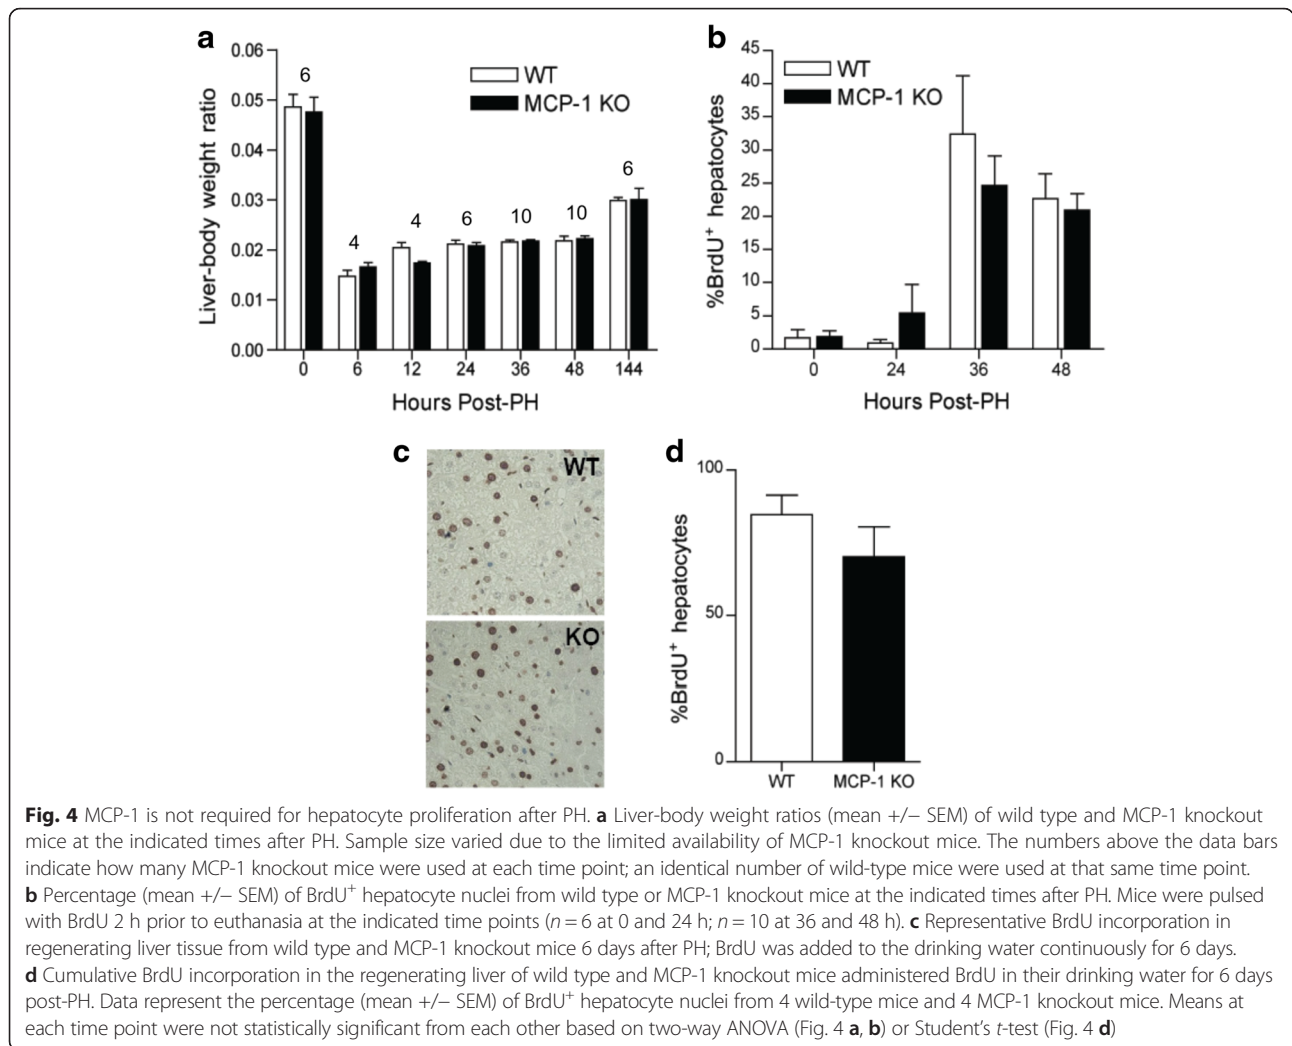 a
0.06
0.05
0.04
0.03
0.02
0.01
0.00
Liver-body weight ratio
WT
MCP-1 KO
6
4
4
6
10
10
6
0 6 12 24 36 48 144
Hours Post-PH
b
45
40
35
30
25
20
15
10
5
0
%BrdU⁺ hepatocytes
WT
MCP-1 KO
0 24 36 48
Hours Post-PH
c
WT
KO
d
100
50
0
%BrdU⁺ hepatocytes
WT MCP-1 KO
Fig. 4 MCP-1 is not required for hepatocyte proliferation after PH. a Liver-body weight ratios (mean +/− SEM) of wild type and MCP-1 knockout
mice at the indicated times after PH. Sample size varied due to the limited availability of MCP-1 knockout mice. The numbers above the data bars
indicate how many MCP-1 knockout mice were used at each time point; an identical number of wild-type mice were used at that same time point.
b Percentage (mean +/− SEM) of BrdU⁺ hepatocyte nuclei from wild type or MCP-1 knockout mice at the indicated times after PH. Mice were pulsed
with BrdU 2 h prior to euthanasia at the indicated time points (n = 6 at 0 and 24 h; n = 10 at 36 and 48 h). c Representative BrdU incorporation in
regenerating liver tissue from wild type and MCP-1 knockout mice 6 days after PH; BrdU was added to the drinking water continuously for 6 days.
d Cumulative BrdU incorporation in the regenerating liver of wild type and MCP-1 knockout mice administered BrdU in their drinking water for 6 days
post-PH. Data represent the percentage (mean +/− SEM) of BrdU⁺ hepatocyte nuclei from 4 wild-type mice and 4 MCP-1 knockout mice. Means at
each time point were not statistically significant from each other based on two-way ANOVA (Fig. 4 a, b) or Student's t-test (Fig. 4 d)